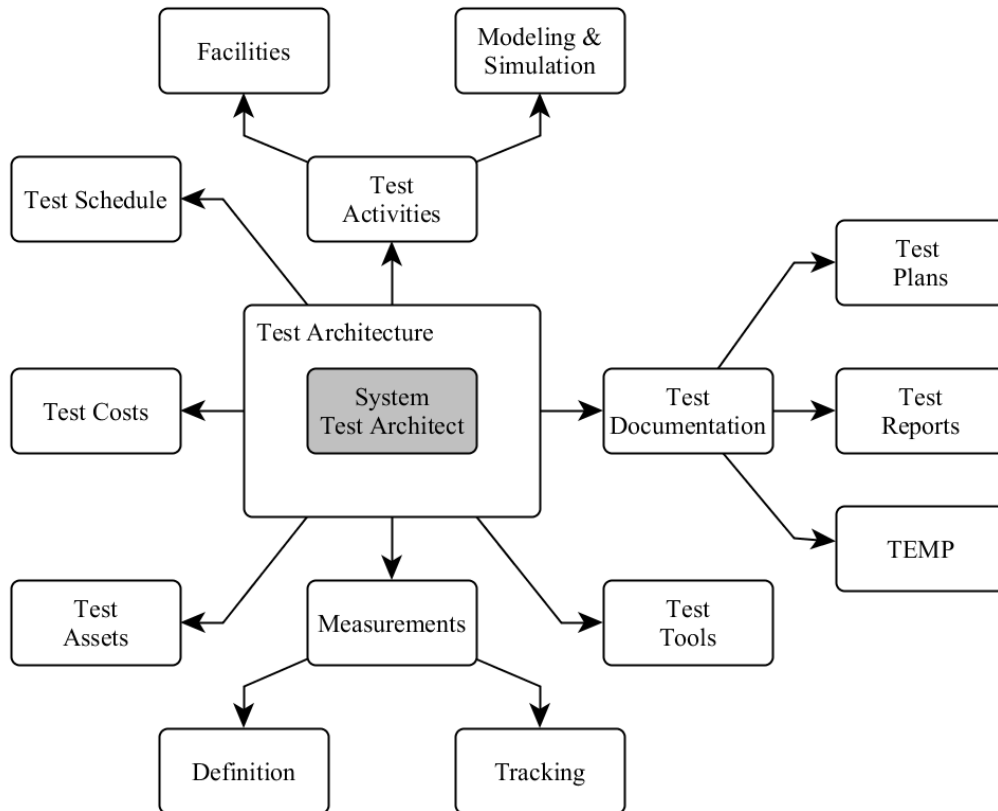 Facilities
Modeling &
Simulation
Test Schedule
Test
Activities
Test
Plans
Test Architecture
Test Costs
System
Test Architect
Test
Documentation
Test
Reports
TEMP
Test
Assets
Measurements
Test
Tools
Definition
Tracking